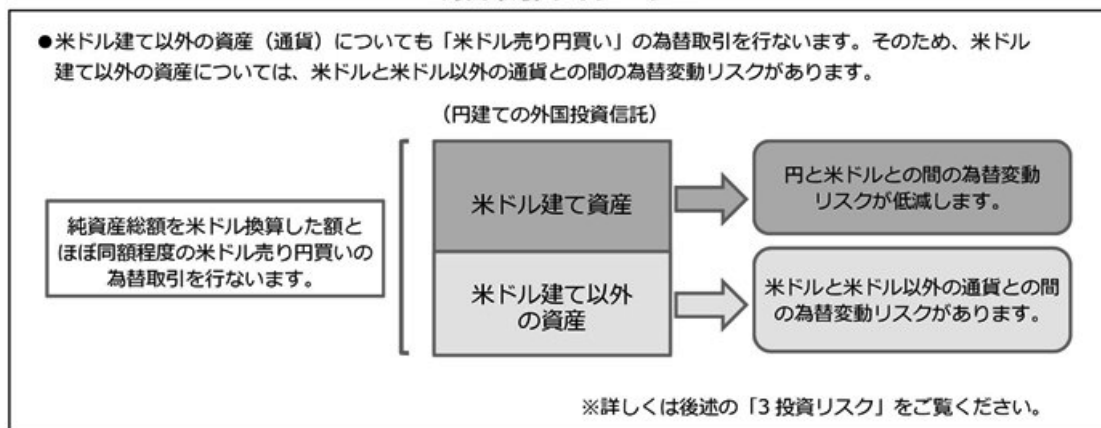 ●米ドル建て以外の資産（通貨）についても「米ドル売り円買い」の為替取引を行ないます。そのため、米ドル
建て以外の資産については、米ドルと米ドル以外の通貨との間の為替変動リスクがあります。
（円建ての外国投資信託）
純資産総額を米ドル換算した額と
ほぼ同額程度の米ドル売り円買いの
為替取引を行ないます。
米ドル建て資産
円と米ドルとの間の為替変動
リスクが低減します。
米ドル建て以外
の資産
米ドルと米ドル以外の通貨との間
の為替変動リスクがあります。
※詳しくは後述の「3 投資リスク」をご覧ください。